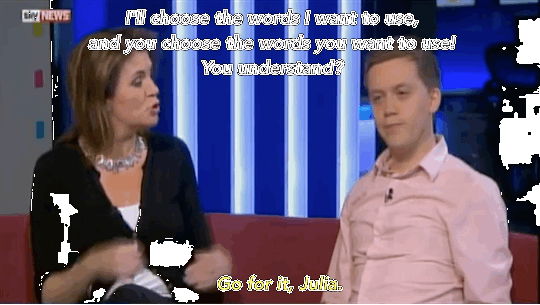 sky NEWS
I'll choose the words I want to use,
and you choose the words you want to use!
You understand?
Go for it, Julia.